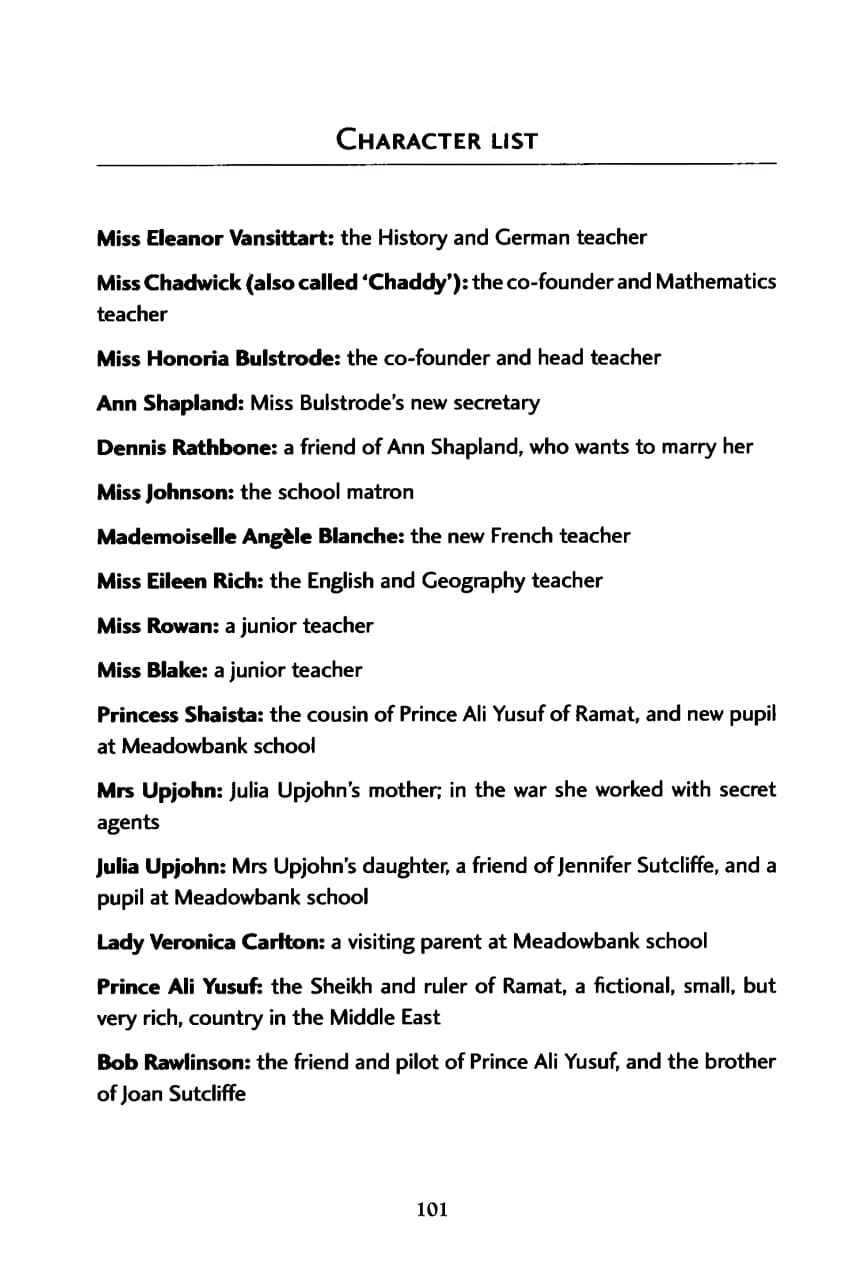 CHARACTER LIST
Miss Eleanor Vansittart: the History and German teacher
Miss Chadwick (also called ‘Chaddy’): the co-founder and Mathematics
teacher
Miss Honoria Bulstrode: the co-founder and head teacher
Ann Shapland: Miss Bulstrode’s new secretary
Dennis Rathbone: a friend of Ann Shapland, who wants to marry her
Miss Johnson: the school matron
Mademoiselle Angèle Blanche: the new French teacher
Miss Eileen Rich: the English and Geography teacher
Miss Rowan: a junior teacher
Miss Blake: a junior teacher
Princess Shaista: the cousin of Prince Ali Yusuf of Ramat, and new pupil
at Meadowbank school
Mrs Upjohn: Julia Upjohn’s mother; in the war she worked with secret
agents
Julia Upjohn: Mrs Upjohn’s daughter, a friend of Jennifer Sutcliffe, and a
pupil at Meadowbank school
Lady Veronica Carlton: a visiting parent at Meadowbank school
Prince Ali Yusuf: the Sheikh and ruler of Ramat, a fictional, small, but
very rich, country in the Middle East
Bob Rawlinson: the friend and pilot of Prince Ali Yusuf, and the brother
of Joan Sutcliffe
101